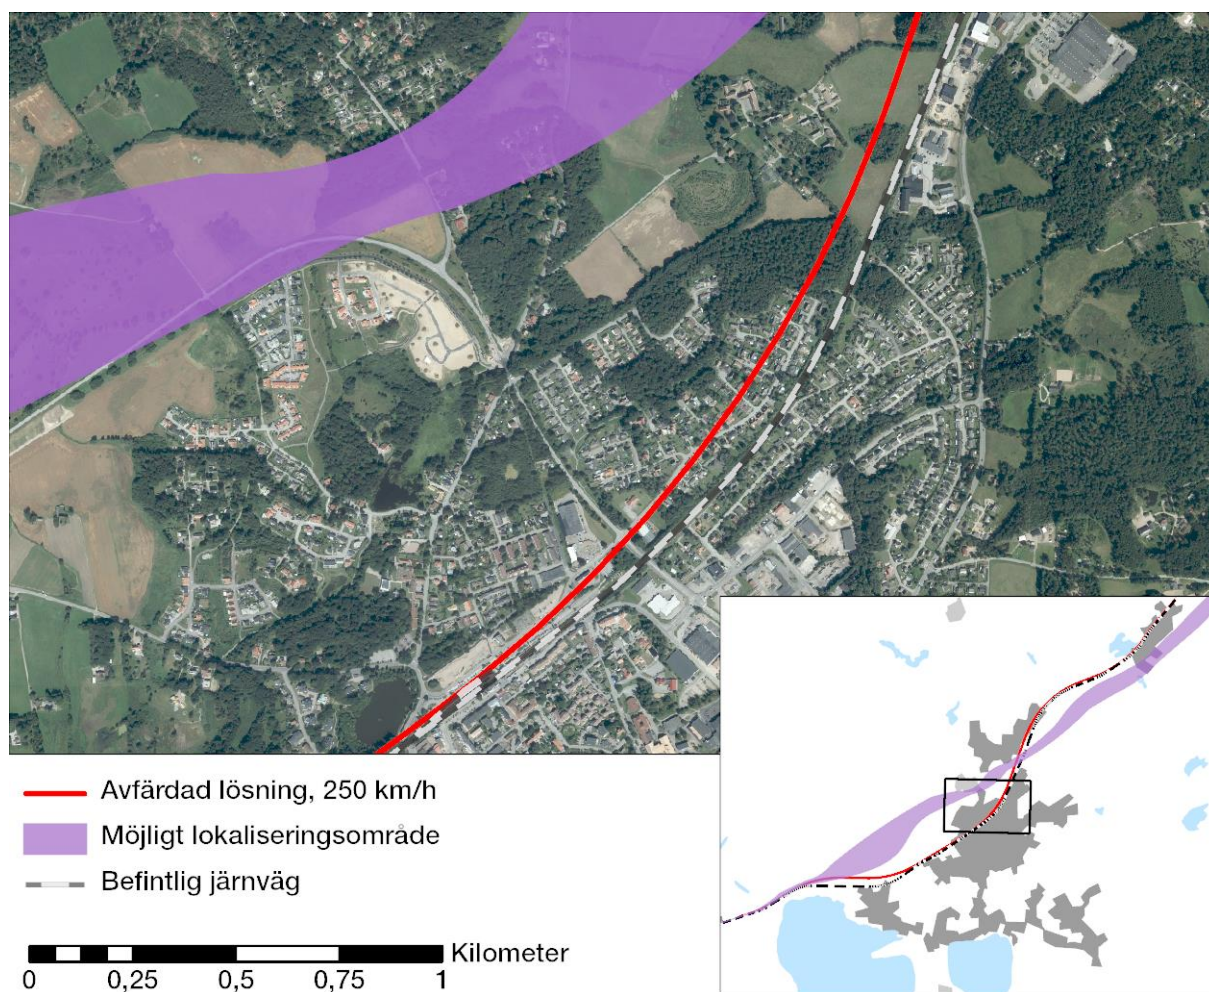 Avfärdad lösning, 250 km/h
Möjligt lokaliseringsområde
Befintlig järnväg
Kilometer
0 0,25 0,5 0,75 1